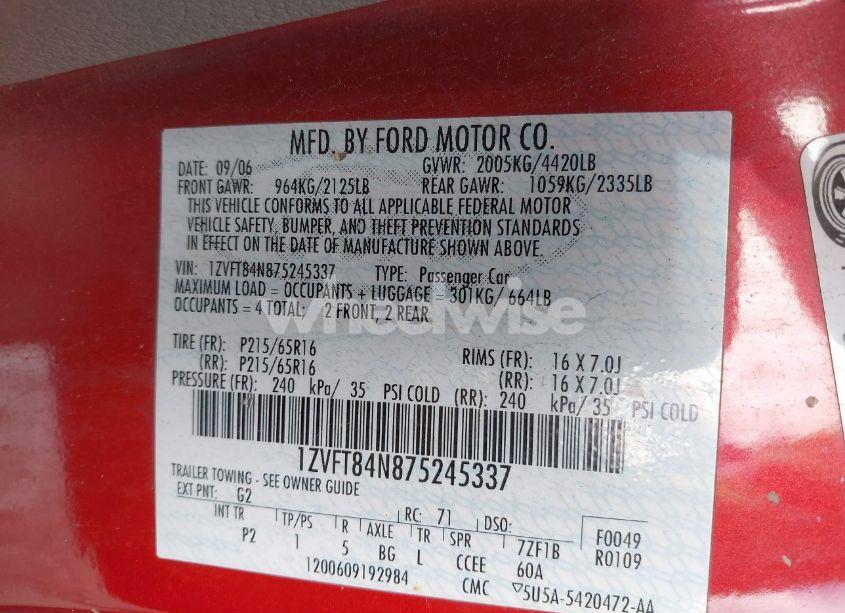 MFD. BY FORD MOTOR CO.
DATE: 09/06 GVWR: 2005KG/4420LB
FRONT GAWR: 964KG/2125LB REAR GAWR: 1059KG/2335LB
THIS VEHICLE CONFORMS TO ALL APPLICABLE FEDERAL MOTOR
VEHICLE SAFETY, BUMPER, AND THEFT PREVENTION STANDARDS
IN EFFECT ON THE DATE OF MANUFACTURE SHOWN ABOVE.
VIN: 1ZVFT84N875245337 TYPE: Passenger Car
MAXIMUM LOAD = OCCUPANTS + LUGGAGE = 301KG/ 664LB
OCCUPANTS = 4 TOTAL: 2 FRONT, 2 REAR
wheelwise
TIRE (FR): P215/65R16 RIMS (FR): 16 X 7.0J
(RR): P215/65R16 (RR): 16 X 7.0J
PRESSURE (FR): 240 kPa/ 35 PSI COLD (RR): 240 kPa/ 35 PSI COLD
1ZVFT84N875245337
TRAILER TOWING - SEE OWNER GUIDE
EXT PNT: G2 RC: 71 DSO: F0049
INT TR TP/PS R AXLE TR SPR 7ZF1B R0109
P2 1 5 BG L CCEE 60A
1200609192984 CMC ▽5U5A-5420472-AA